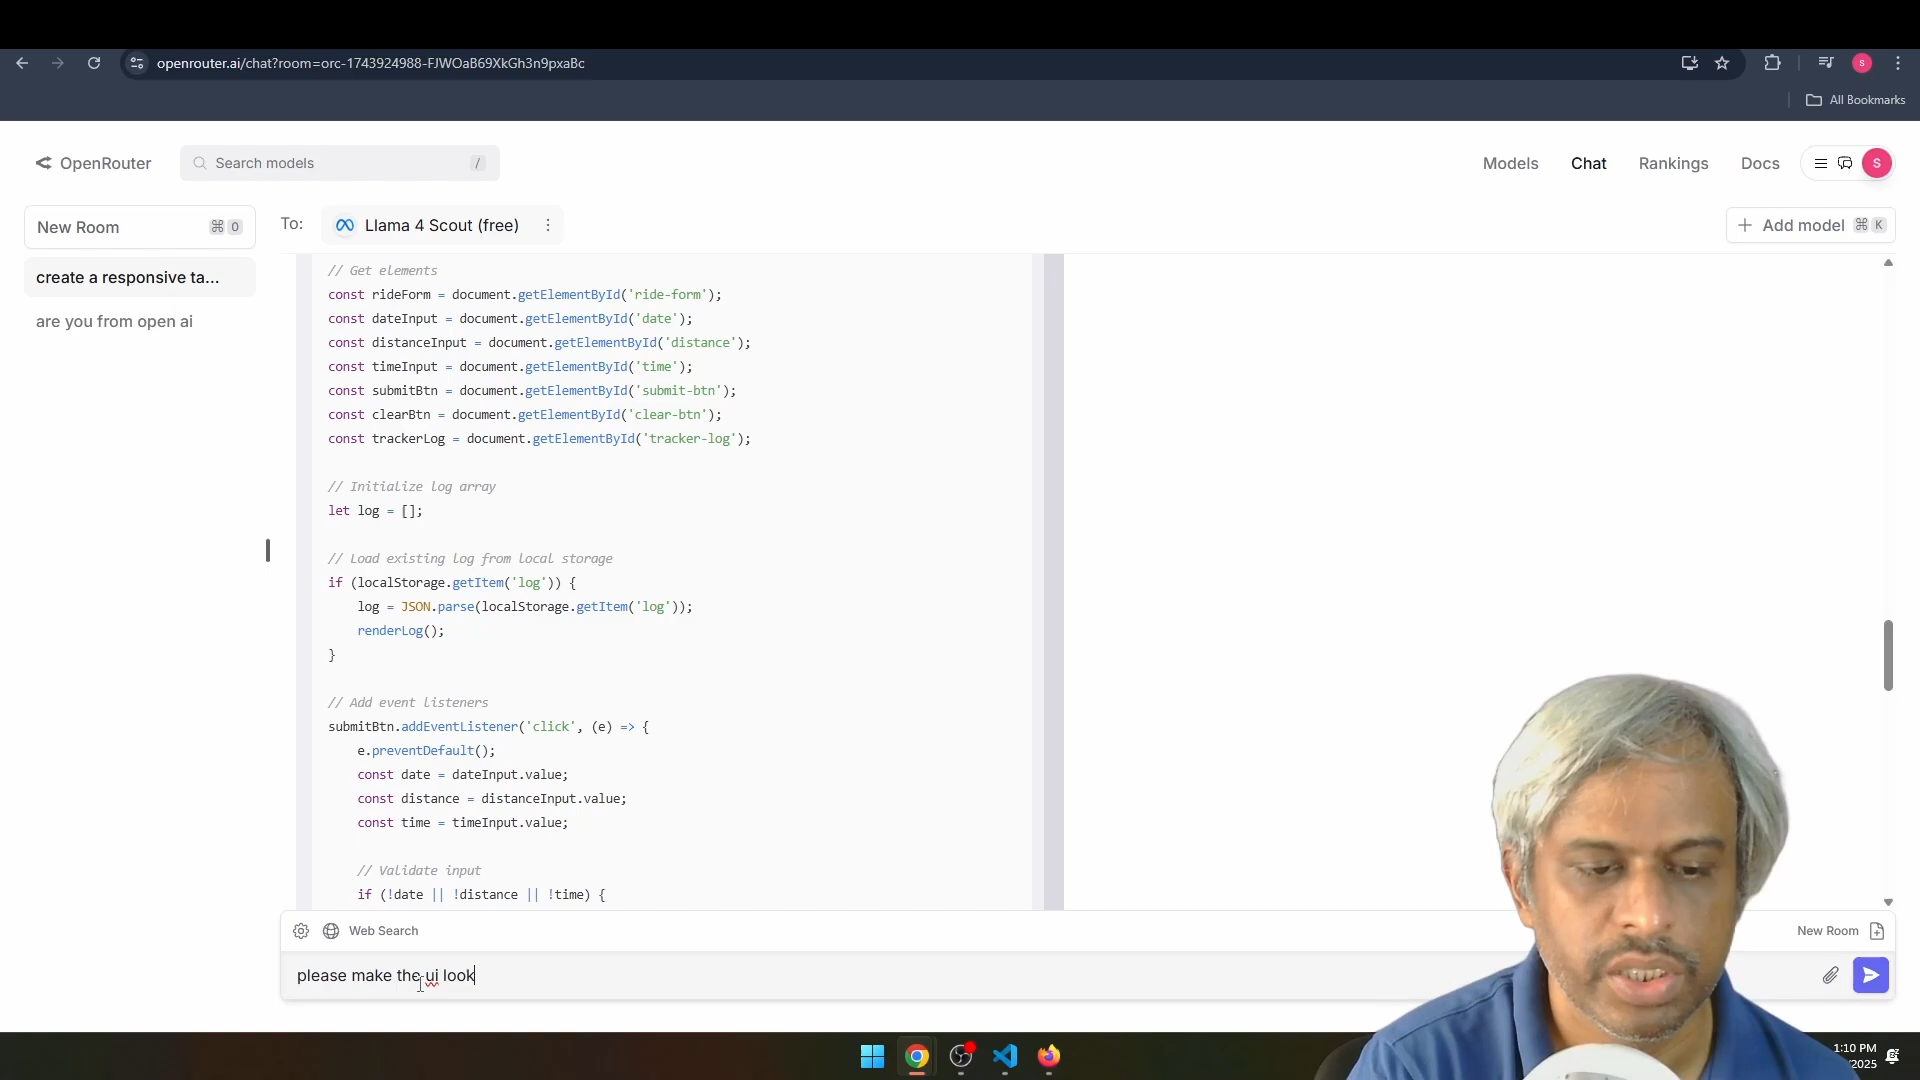 openrouter.ai/chat?room=orc-1743924988-FJWOaB69XkGh3n9pxaBc
S
All Bookmarks
OpenRouter
Search models
/
Models
Chat
Rankings
Docs
S
New Room
⌘ 0
To:
Llama 4 Scout (free)
Add model
⌘ K
create a responsive ta...
are you from open ai
// Get elements
const rideForm = document.getElementById('ride-form');
const dateInput = document.getElementById('date');
const distanceInput = document.getElementById('distance');
const timeInput = document.getElementById('time');
const submitBtn = document.getElementById('submit-btn');
const clearBtn = document.getElementById('clear-btn');
const trackerLog = document.getElementById('tracker-log');
// Initialize log array
let log = [];
// Load existing log from local storage
if (localStorage.getItem('log')) {
log = JSON.parse(localStorage.getItem('log'));
renderLog();
}
// Add event listeners
submitBtn.addEventListener('click', (e) => {
e.preventDefault();
const date = dateInput.value;
const distance = distanceInput.value;
const time = timeInput.value;
// Validate input
if (!date || !distance || !time) {
Web Search
New Room
please make the ui look
1:10 PM
/2025